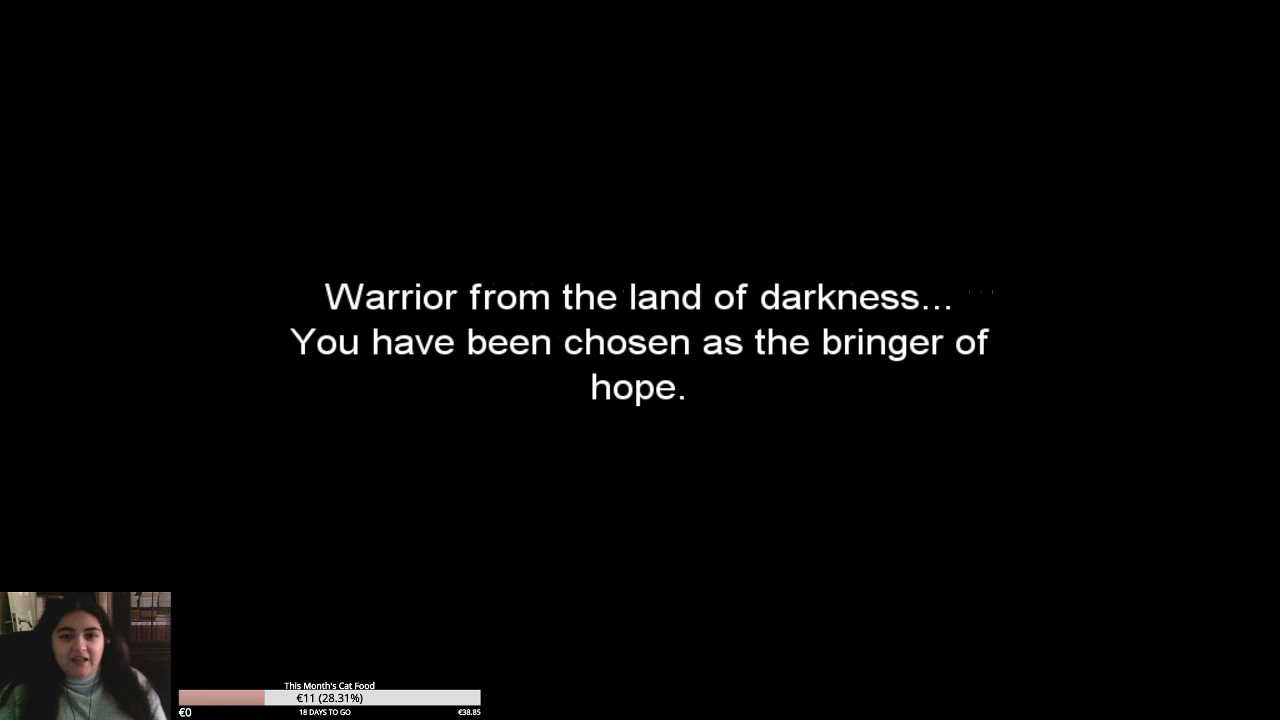 Warrior from the land of darkness...
You have been chosen as the bringer of
hope.
This Month's Cat Food
€11 (28.31%)
€0 18 DAYS TO GO €38.85